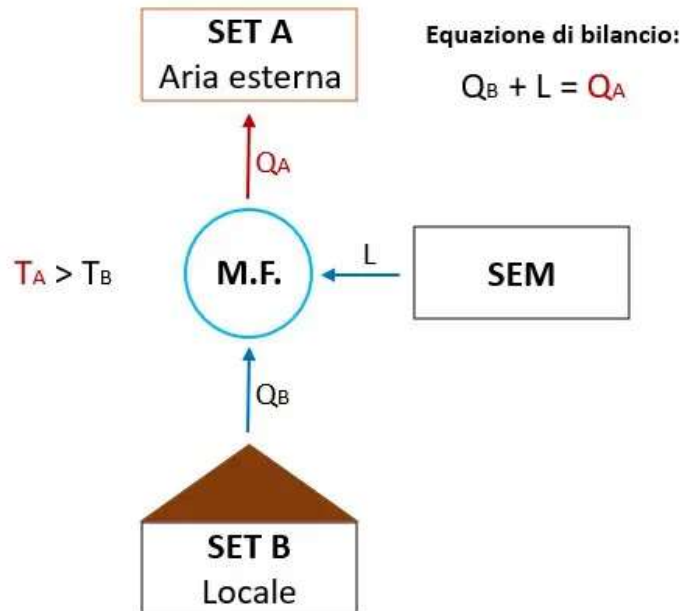 SET A
Aria esterna
Equazione di bilancio:
QB + L = QA
QA
TA > TB
M.F.
L
SEM
QB
SET B
Locale